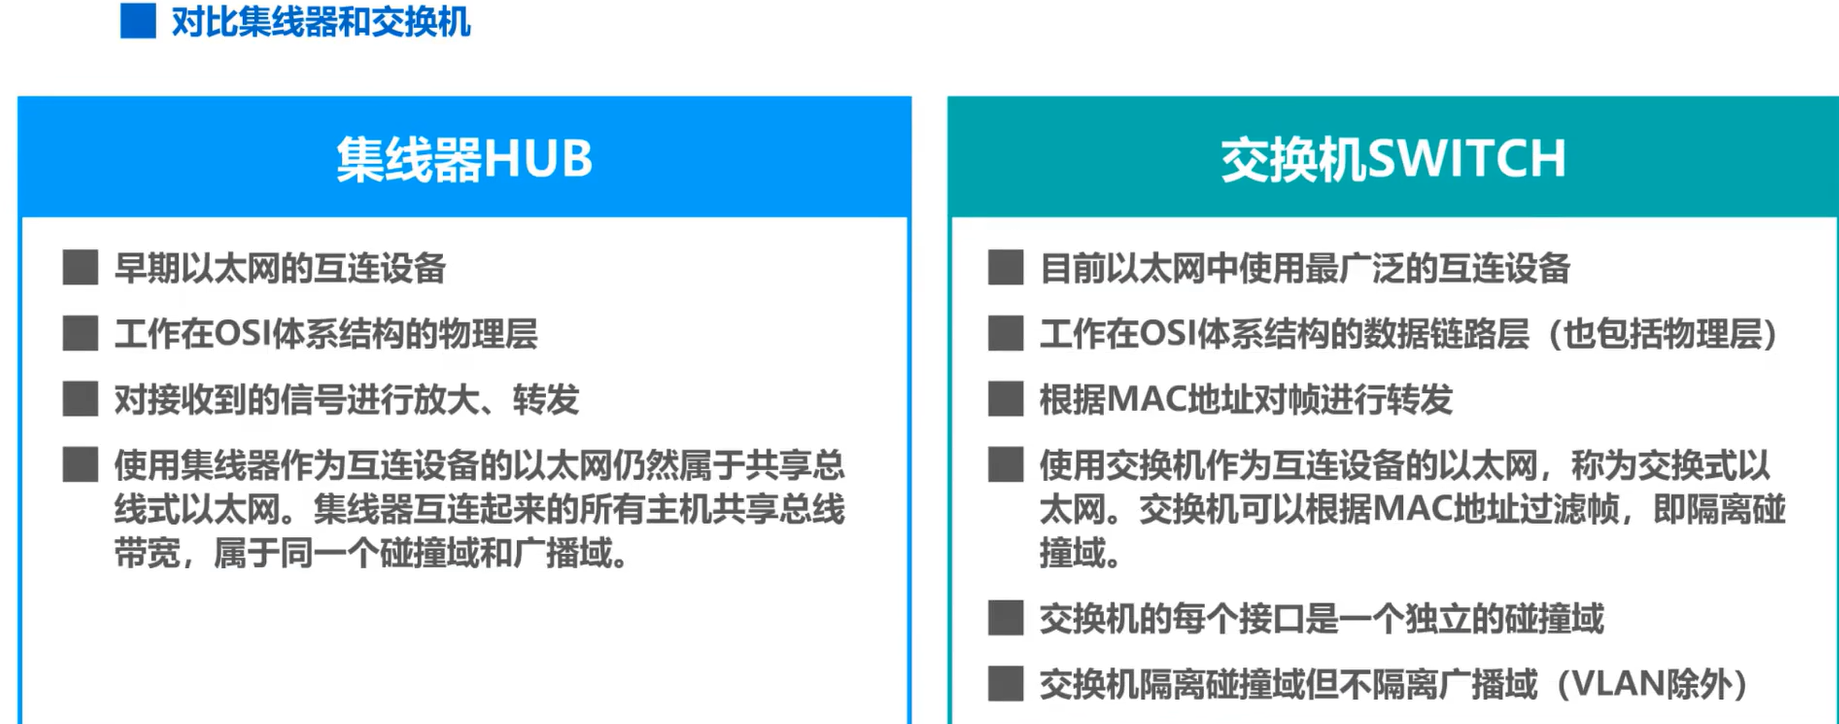 对比集线器和交换机
集线器HUB
早期以太网的互连设备
工作在OSI体系结构的物理层
对接收到的信号进行放大、转发
使用集线器作为互连设备的以太网仍然属于共享总
线式以太网。集线器互连起来的所有主机共享总线
带宽，属于同一个碰撞域和广播域。
交换机SWITCH
目前以太网中使用最广泛的互连设备
工作在OSI体系结构的数据链路层（也包括物理层）
根据MAC地址对帧进行转发
使用交换机作为互连设备的以太网，称为交换式以
太网。交换机可以根据MAC地址过滤帧，即隔离碰
撞域。
交换机的每个接口是一个独立的碰撞域
交换机隔离碰撞域但不隔离广播域（VLAN除外）